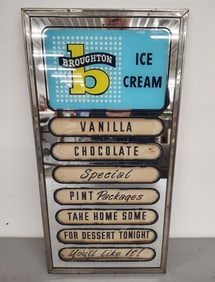 BROUGHTON
b
ICE
CREAM
VANILLA
CHOCOLATE
Special
PINT Packages
TAKE HOME SOME
FOR DESSERT TONIGHT
You'll Like It!